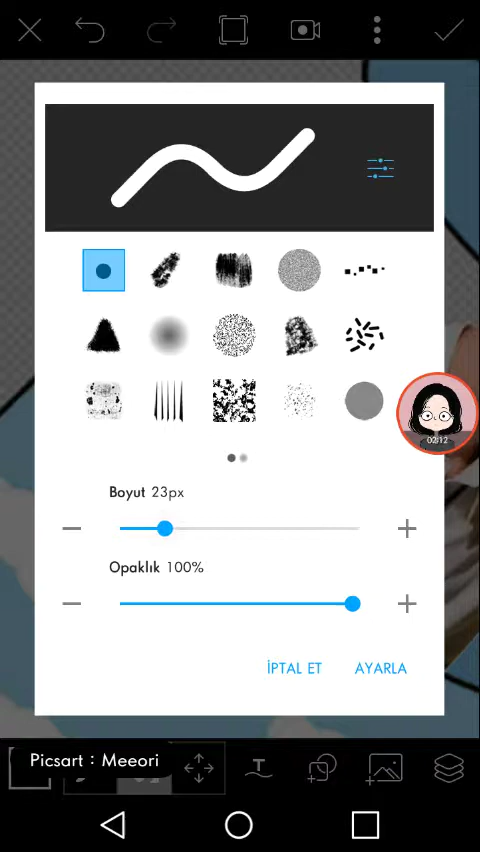 02:12
Boyut 23px
Opaklık 100%
İPTAL ET AYARLA
Picsart : Meeori